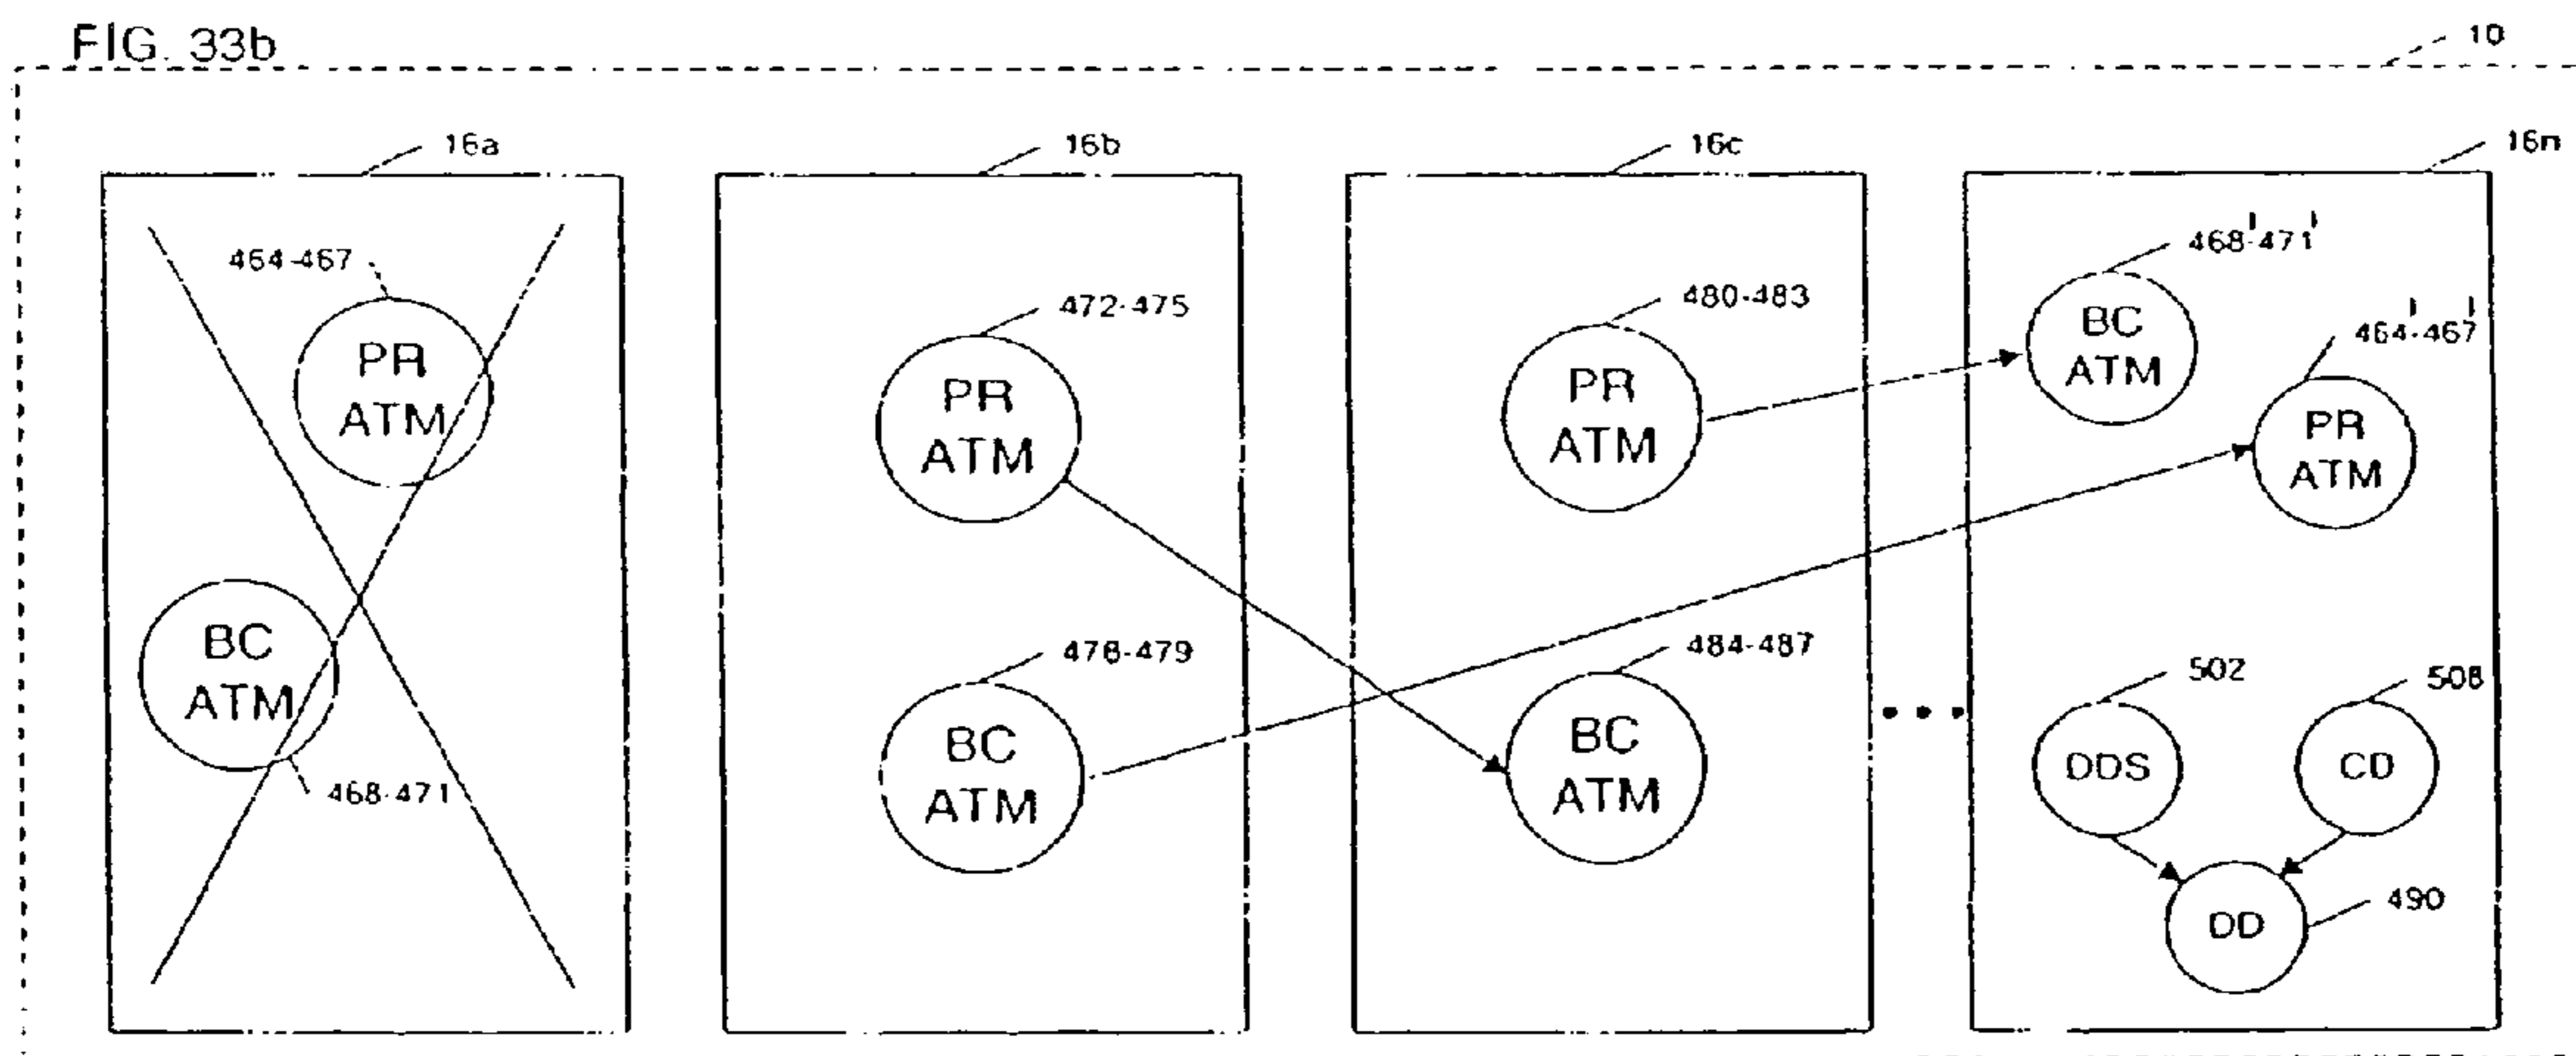 FIG. 33b
10
16a
16b
16c
16n
464-467
PR
ATM
BC
ATM
468-471
472-475
PR
ATM
476-479
BC
ATM
480-483
PR
ATM
484-487
BC
ATM
...
468'-471'
BC
ATM
464'-467'
PR
ATM
502
DDS
508
CD
DD
490